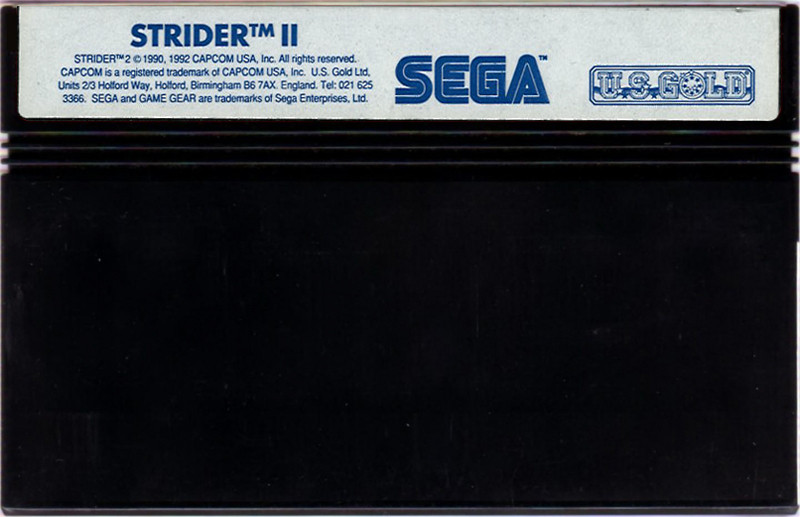 STRIDER™ II
STRIDER™2 © 1990, 1992 CAPCOM USA, Inc. All rights reserved.
CAPCOM is a registered trademark of CAPCOM USA, Inc. U.S. Gold Ltd,
Units 2/3 Holford Way, Holford, Birmingham B6 7AX. England. Tel: 021 625
3366. SEGA and GAME GEAR are trademarks of Sega Enterprises, Ltd.
SEGA™
U.S. GOLD